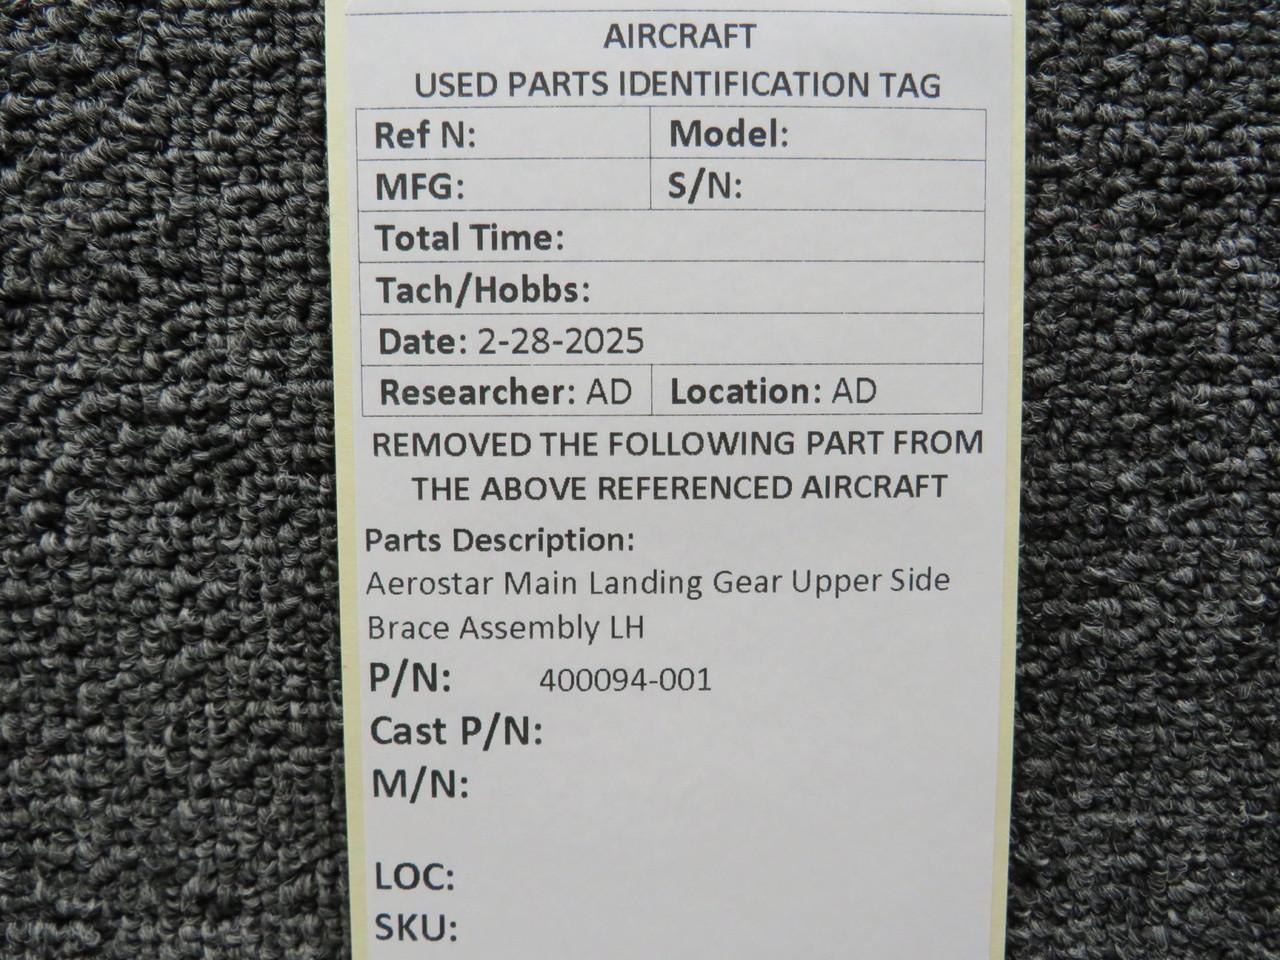 AIRCRAFT
USED PARTS IDENTIFICATION TAG
Ref N: Model:
MFG: S/N:
Total Time:
Tach/Hobbs:
Date: 2-28-2025
Researcher: AD Location: AD
REMOVED THE FOLLOWING PART FROM
THE ABOVE REFERENCED AIRCRAFT
Parts Description:
Aerostar Main Landing Gear Upper Side
Brace Assembly LH
P/N: 400094-001
Cast P/N:
M/N:
LOC:
SKU: